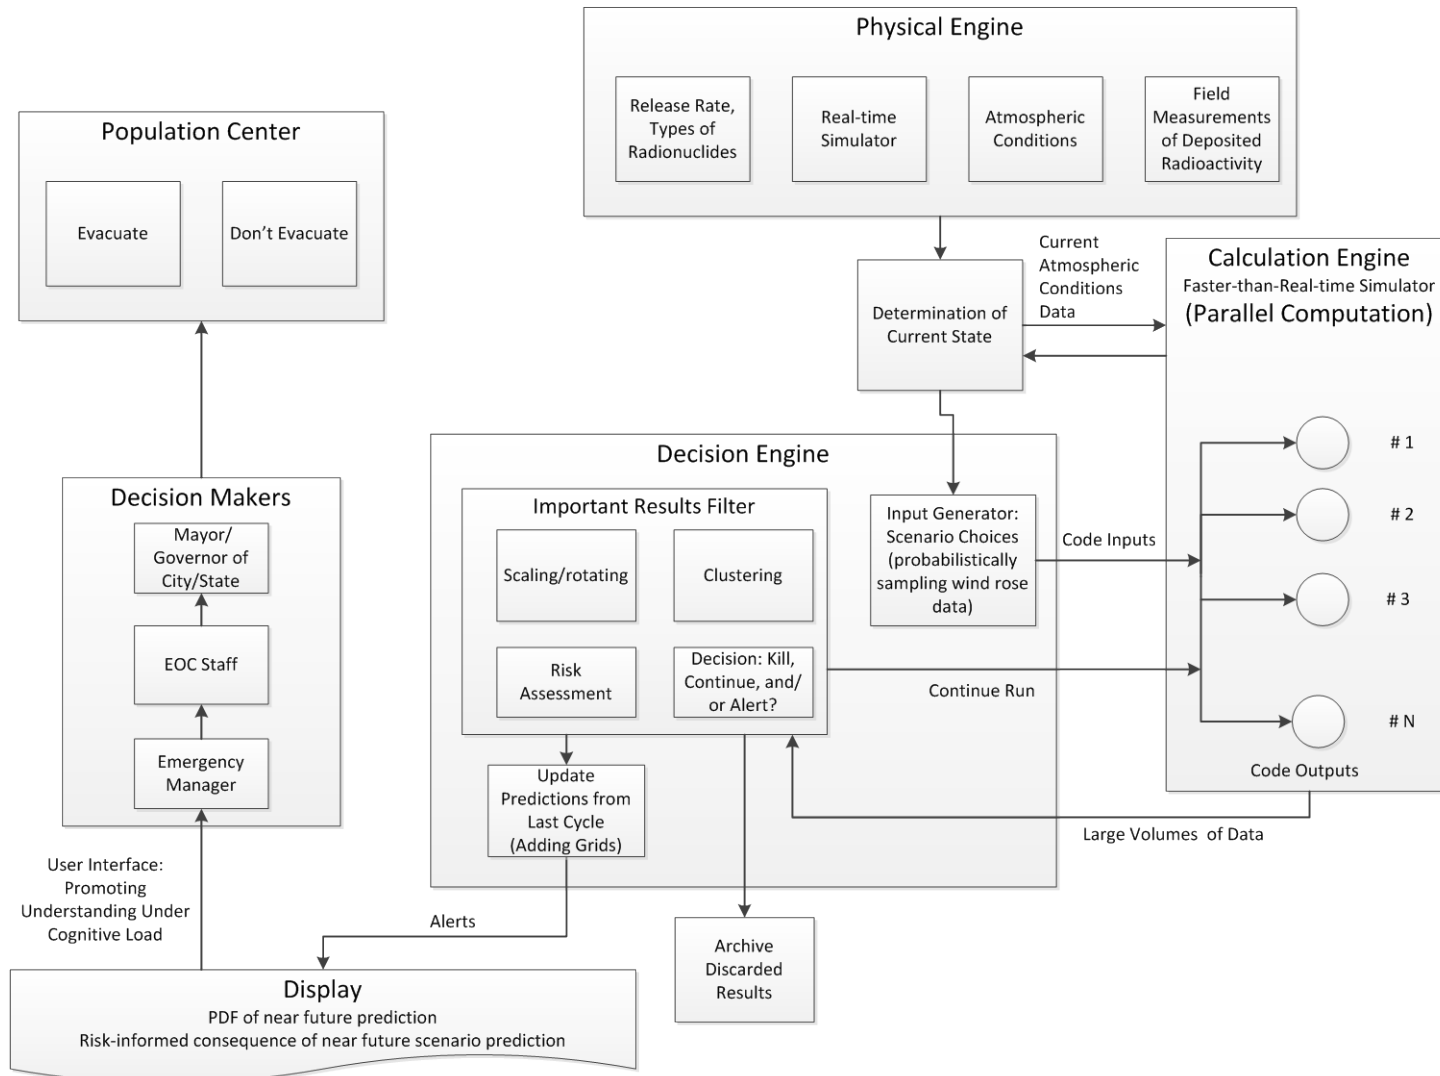 Physical Engine
Release Rate,
Types of
Radionuclides
Real-time
Simulator
Atmospheric
Conditions
Field
Measurements
of Deposited
Radioactivity
Population Center
Evacuate
Don’t Evacuate
Determination of
Current State
Current
Atmospheric
Conditions
Data
Calculation Engine
Faster-than-Real-time Simulator
(Parallel Computation)
# 1
# 2
# 3
# N
Code Outputs
Decision Engine
Important Results Filter
Scaling/rotating
Clustering
Risk
Assessment
Decision: Kill,
Continue, and/
or Alert?
Input Generator:
Scenario Choices
(probabilistically
sampling wind rose
data)
Code Inputs
Continue Run
Large Volumes of Data
Update
Predictions from
Last Cycle
(Adding Grids)
Alerts
Archive
Discarded
Results
Decision Makers
Mayor/
Governor of
City/State
EOC Staff
Emergency
Manager
User Interface:
Promoting
Understanding Under
Cognitive Load
Display
PDF of near future prediction
Risk-informed consequence of near future scenario prediction